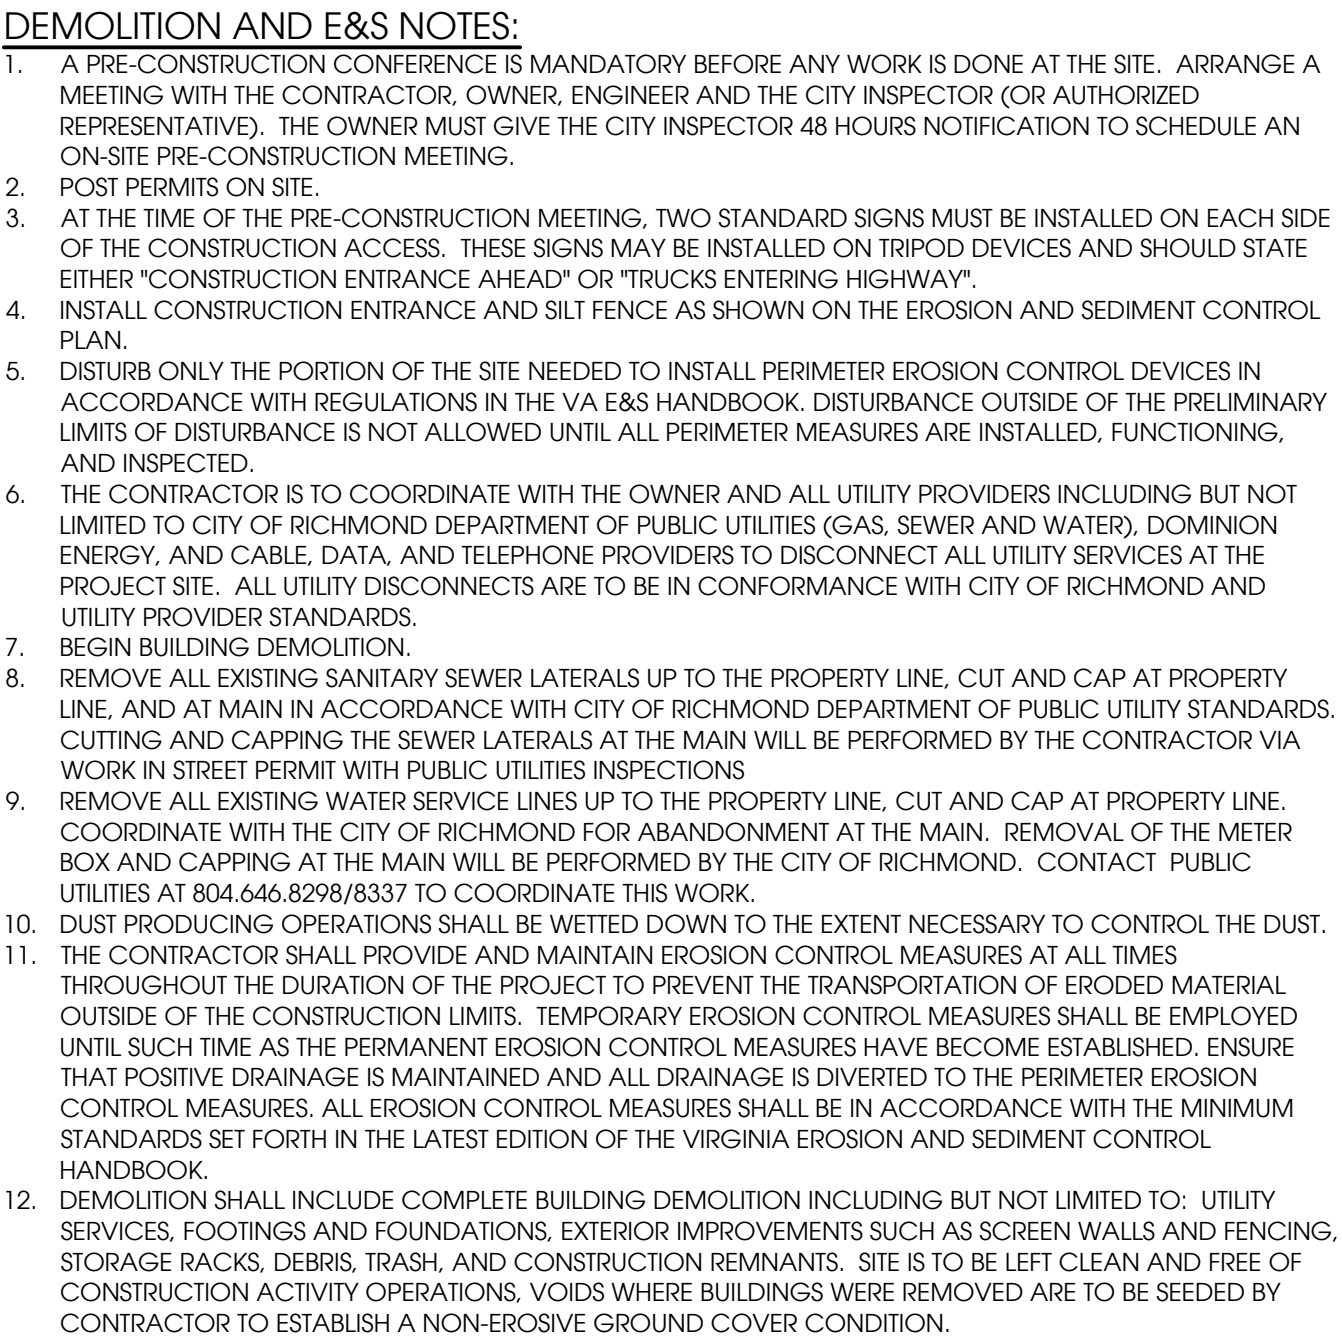 DEMOLITION AND E&S NOTES:
1. A PRE-CONSTRUCTION CONFERENCE IS MANDATORY BEFORE ANY WORK IS DONE AT THE SITE. ARRANGE A
MEETING WITH THE CONTRACTOR, OWNER, ENGINEER AND THE CITY INSPECTOR (OR AUTHORIZED
REPRESENTATIVE). THE OWNER MUST GIVE THE CITY INSPECTOR 48 HOURS NOTIFICATION TO SCHEDULE AN
ON-SITE PRE-CONSTRUCTION MEETING.
2. POST PERMITS ON SITE.
3. AT THE TIME OF THE PRE-CONSTRUCTION MEETING, TWO STANDARD SIGNS MUST BE INSTALLED ON EACH SIDE
OF THE CONSTRUCTION ACCESS. THESE SIGNS MAY BE INSTALLED ON TRIPOD DEVICES AND SHOULD STATE
EITHER "CONSTRUCTION ENTRANCE AHEAD" OR "TRUCKS ENTERING HIGHWAY".
4. INSTALL CONSTRUCTION ENTRANCE AND SILT FENCE AS SHOWN ON THE EROSION AND SEDIMENT CONTROL
PLAN.
5. DISTURB ONLY THE PORTION OF THE SITE NEEDED TO INSTALL PERIMETER EROSION CONTROL DEVICES IN
ACCORDANCE WITH REGULATIONS IN THE VA E&S HANDBOOK. DISTURBANCE OUTSIDE OF THE PRELIMINARY
LIMITS OF DISTURBANCE IS NOT ALLOWED UNTIL ALL PERIMETER MEASURES ARE INSTALLED, FUNCTIONING,
AND INSPECTED.
6. THE CONTRACTOR IS TO COORDINATE WITH THE OWNER AND ALL UTILITY PROVIDERS INCLUDING BUT NOT
LIMITED TO CITY OF RICHMOND DEPARTMENT OF PUBLIC UTILITIES (GAS, SEWER AND WATER), DOMINION
ENERGY, AND CABLE, DATA, AND TELEPHONE PROVIDERS TO DISCONNECT ALL UTILITY SERVICES AT THE
PROJECT SITE. ALL UTILITY DISCONNECTS ARE TO BE IN CONFORMANCE WITH CITY OF RICHMOND AND
UTILITY PROVIDER STANDARDS.
7. BEGIN BUILDING DEMOLITION.
8. REMOVE ALL EXISTING SANITARY SEWER LATERALS UP TO THE PROPERTY LINE, CUT AND CAP AT PROPERTY
LINE, AND AT MAIN IN ACCORDANCE WITH CITY OF RICHMOND DEPARTMENT OF PUBLIC UTILITY STANDARDS.
CUTTING AND CAPPING THE SEWER LATERALS AT THE MAIN WILL BE PERFORMED BY THE CONTRACTOR VIA
WORK IN STREET PERMIT WITH PUBLIC UTILITIES INSPECTIONS
9. REMOVE ALL EXISTING WATER SERVICE LINES UP TO THE PROPERTY LINE, CUT AND CAP AT PROPERTY LINE.
COORDINATE WITH THE CITY OF RICHMOND FOR ABANDONMENT AT THE MAIN. REMOVAL OF THE METER
BOX AND CAPPING AT THE MAIN WILL BE PERFORMED BY THE CITY OF RICHMOND. CONTACT PUBLIC
UTILITIES AT 804.646.8298/8337 TO COORDINATE THIS WORK.
10. DUST PRODUCING OPERATIONS SHALL BE WETTED DOWN TO THE EXTENT NECESSARY TO CONTROL THE DUST.
11. THE CONTRACTOR SHALL PROVIDE AND MAINTAIN EROSION CONTROL MEASURES AT ALL TIMES
THROUGHOUT THE DURATION OF THE PROJECT TO PREVENT THE TRANSPORTATION OF ERODED MATERIAL
OUTSIDE OF THE CONSTRUCTION LIMITS. TEMPORARY EROSION CONTROL MEASURES SHALL BE EMPLOYED
UNTIL SUCH TIME AS THE PERMANENT EROSION CONTROL MEASURES HAVE BECOME ESTABLISHED. ENSURE
THAT POSITIVE DRAINAGE IS MAINTAINED AND ALL DRAINAGE IS DIVERTED TO THE PERIMETER EROSION
CONTROL MEASURES. ALL EROSION CONTROL MEASURES SHALL BE IN ACCORDANCE WITH THE MINIMUM
STANDARDS SET FORTH IN THE LATEST EDITION OF THE VIRGINIA EROSION AND SEDIMENT CONTROL
HANDBOOK.
12. DEMOLITION SHALL INCLUDE COMPLETE BUILDING DEMOLITION INCLUDING BUT NOT LIMITED TO: UTILITY
SERVICES, FOOTINGS AND FOUNDATIONS, EXTERIOR IMPROVEMENTS SUCH AS SCREEN WALLS AND FENCING,
STORAGE RACKS, DEBRIS, TRASH, AND CONSTRUCTION REMNANTS. SITE IS TO BE LEFT CLEAN AND FREE OF
CONSTRUCTION ACTIVITY OPERATIONS, VOIDS WHERE BUILDINGS WERE REMOVED ARE TO BE SEEDED BY
CONTRACTOR TO ESTABLISH A NON-EROSIVE GROUND COVER CONDITION.